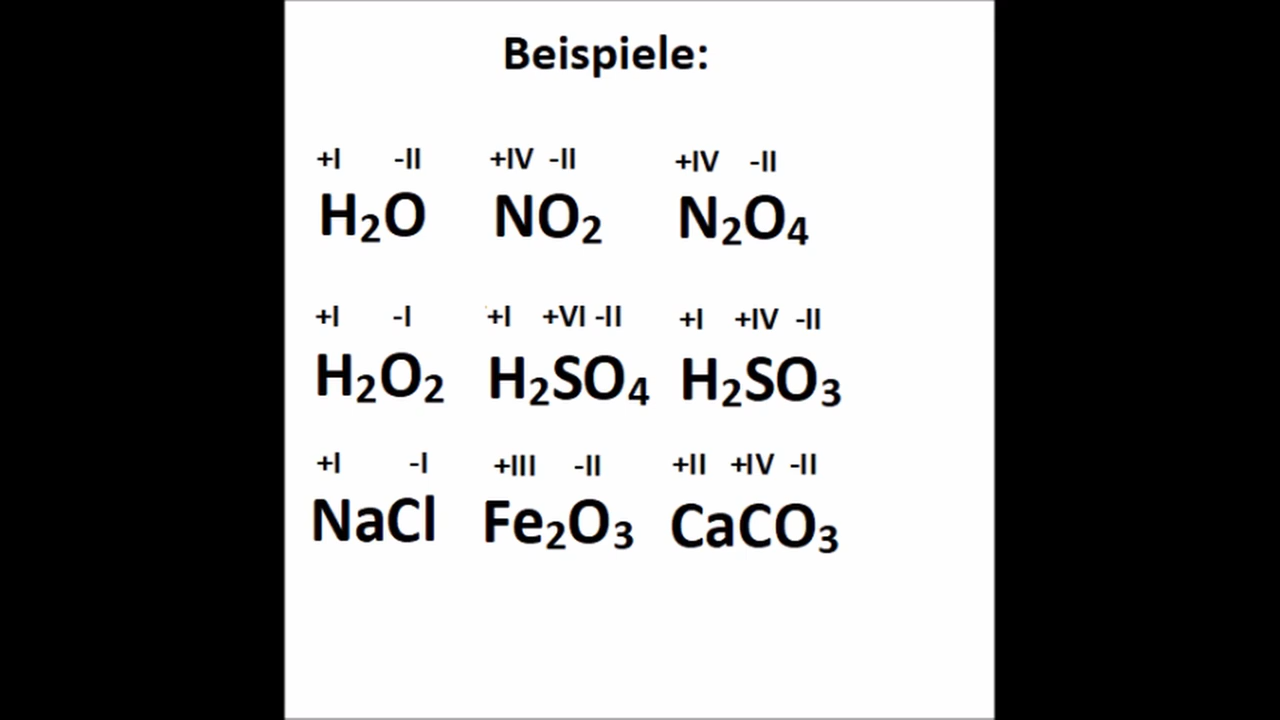 Beispiele:
+I -II +IV -II +IV -II
H₂O NO₂ N₂O₄
+I -I +I +VI -II +I +IV -II
H₂O₂ H₂SO₄ H₂SO₃
+I -I +III -II +II +IV -II
NaCl Fe₂O₃ CaCO₃